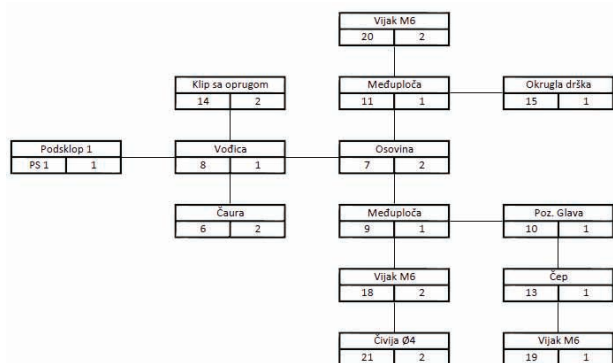 Vijak M6
20 2
Klip sa oprugom Međuploča Okrugla drška
14 2 11 1 15 1
Podsklop 1 Vođica Osovina
PS 1 1 8 1 7 2
Čaura Međuploča Poz. Glava
6 2 9 1 10 1
Vijak M6 Čep
18 2 13 1
Čivija Ø4 Vijak M6
21 2 19 1